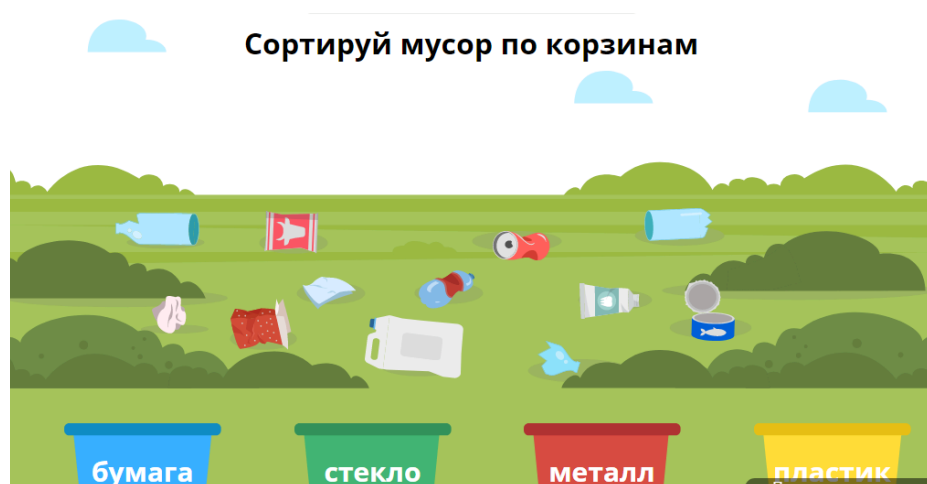 Сортируй мусор по корзинам
бумага
стекло
металл
пластик